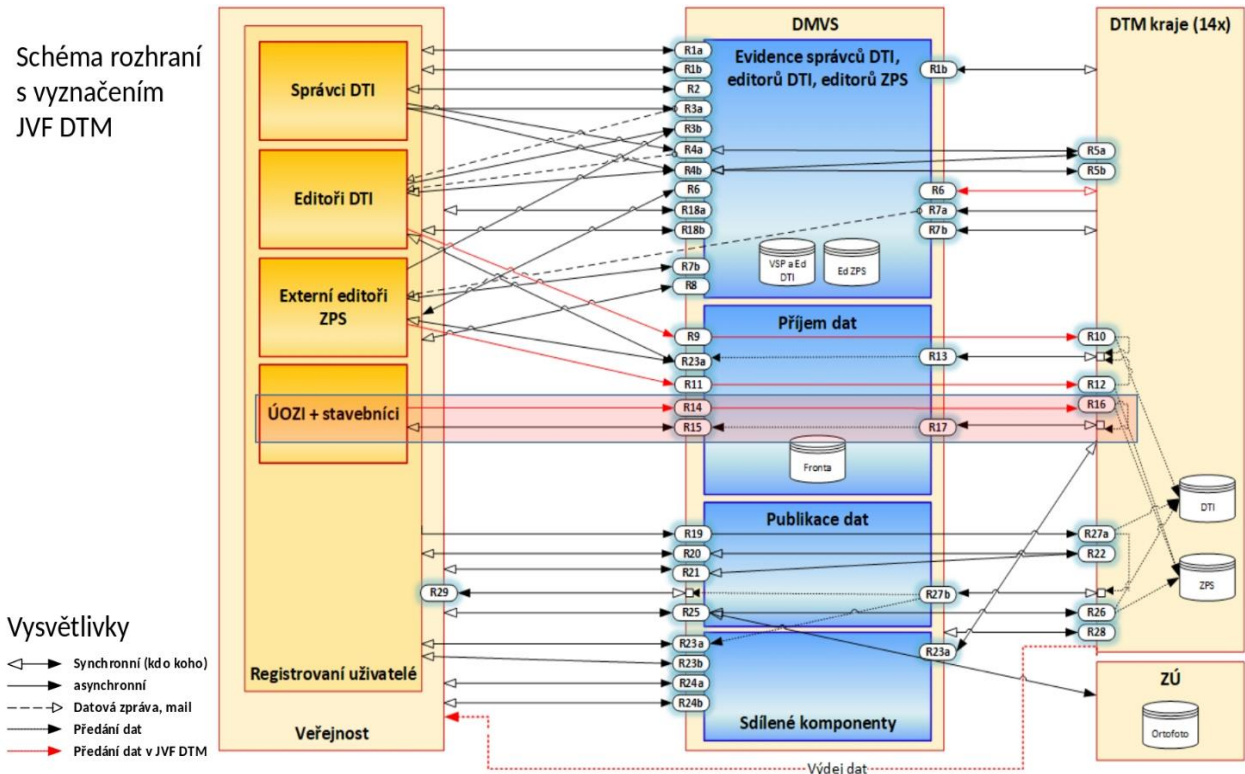 Schéma rozhraní
s vyznačením
JVF DTM
Správci DTI
Editoři DTI
Externí editoři
ZPS
ÚOZI + stavebníci
Registrovaní uživatelé
Veřejnost
R29
DMVS
Evidence správců DTI,
editorů DTI, editorů ZPS
R1a
R1b
R2
R3a
R3b
R4a
R4b
R6
R18a
R18b
R7b
R8
R1b
R6
R7a
R7b
VSP a Ed
DTI
Ed ZPS
Příjem dat
R9
R23a
R11
R14
R15
R13
R17
Fronta
Publikace dat
R19
R20
R21
R25
R27b
R23a
R23b
R24a
R24b
R23a
Sdílené komponenty
DTM kraje (14x)
R5a
R5b
R10
R12
R16
R27a
R22
R26
R28
DTI
ZPS
ZÚ
Ortofoto
Výdej dat
Vysvětlivky
Synchronní (kdo koho)
asynchronní
Datová zpráva, mail
Předání dat
Předání dat v JVF DTM